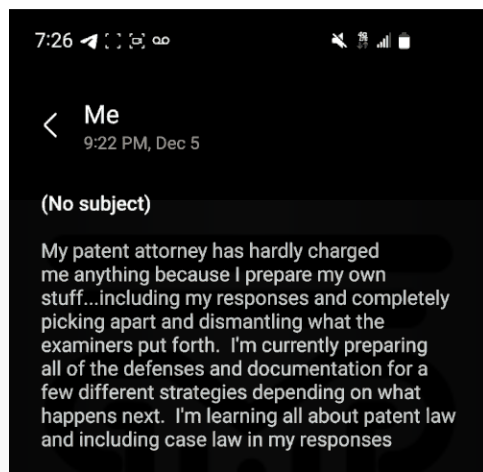 7:26
Me
9:22 PM, Dec 5
(No subject)
My patent attorney has hardly charged
me anything because I prepare my own
stuff...including my responses and completely
picking apart and dismantling what the
examiners put forth.  I'm currently preparing
all of the defenses and documentation for a
few different strategies depending on what
happens next.  I'm learning all about patent law
and including case law in my responses